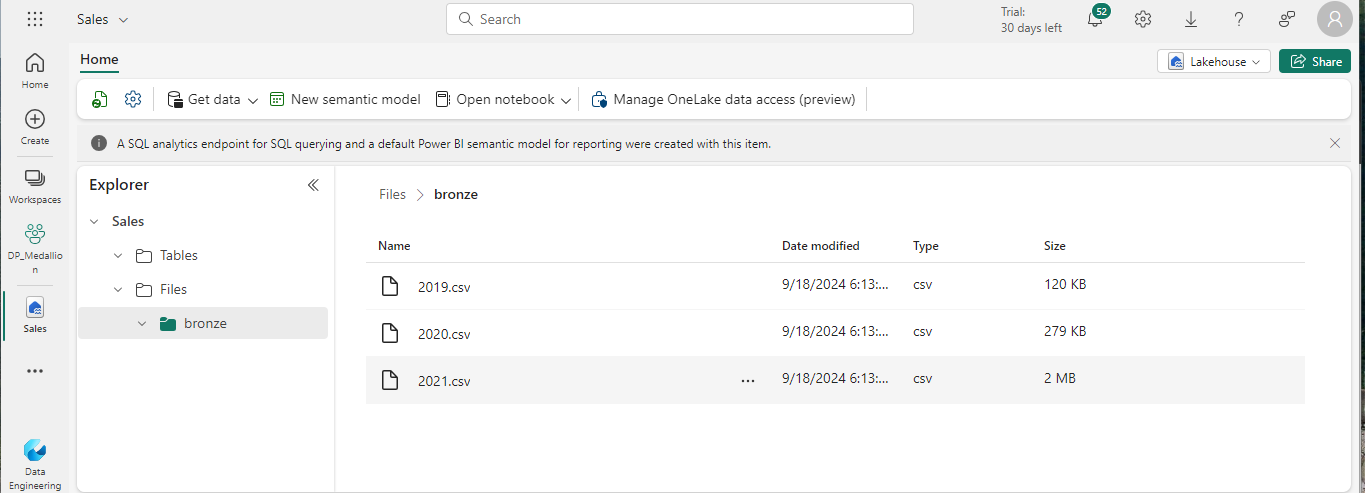 Sales
Search
Trial:
30 days left
52
Home
Lakehouse
Share
Get data
New semantic model
Open notebook
Manage OneLake data access (preview)
A SQL analytics endpoint for SQL querying and a default Power BI semantic model for reporting were created with this item.
Home
Create
Workspaces
DP_Medallio
n
Sales
Data
Engineering
Explorer
Sales
Tables
Files
bronze
Files > bronze
Name Date modified Type Size
2019.csv 9/18/2024 6:13:... csv 120 KB
2020.csv 9/18/2024 6:13:... csv 279 KB
2021.csv ... 9/18/2024 6:13:... csv 2 MB